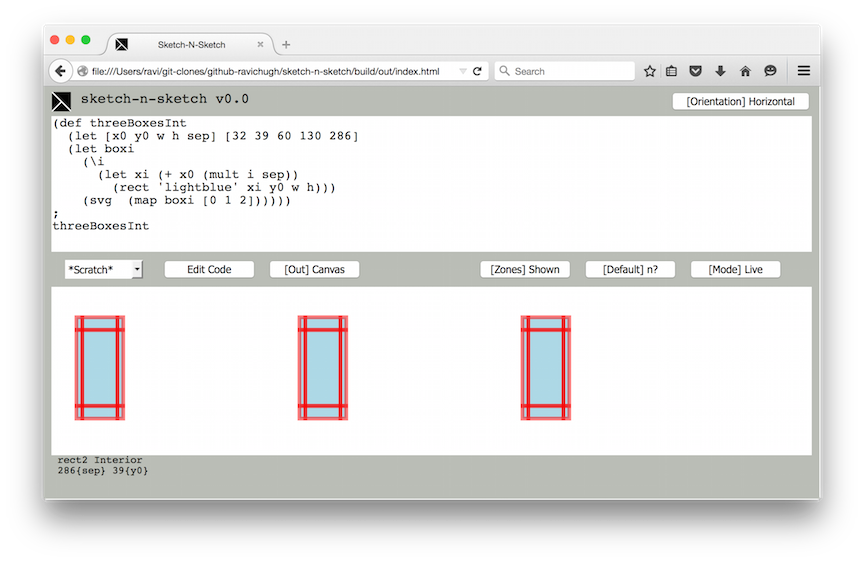 Sketch-N-Sketch
file:///Users/ravi/git-clones/github-ravichugh/sketch-n-sketch/build/out/index.html
Search
sketch-n-sketch v0.0
[Orientation] Horizontal
(def threeBoxesInt
  (let [x0 y0 w h sep] [32 39 60 130 286]
  (let boxi
    (\i
      (let xi (+ x0 (mult i sep))
        (rect 'lightblue' xi y0 w h)))
    (svg  (map boxi [0 1 2])))))
;
threeBoxesInt
*Scratch*
Edit Code
[Out] Canvas
[Zones] Shown
[Default] n?
[Mode] Live
rect2 Interior
286{sep} 39{y0}